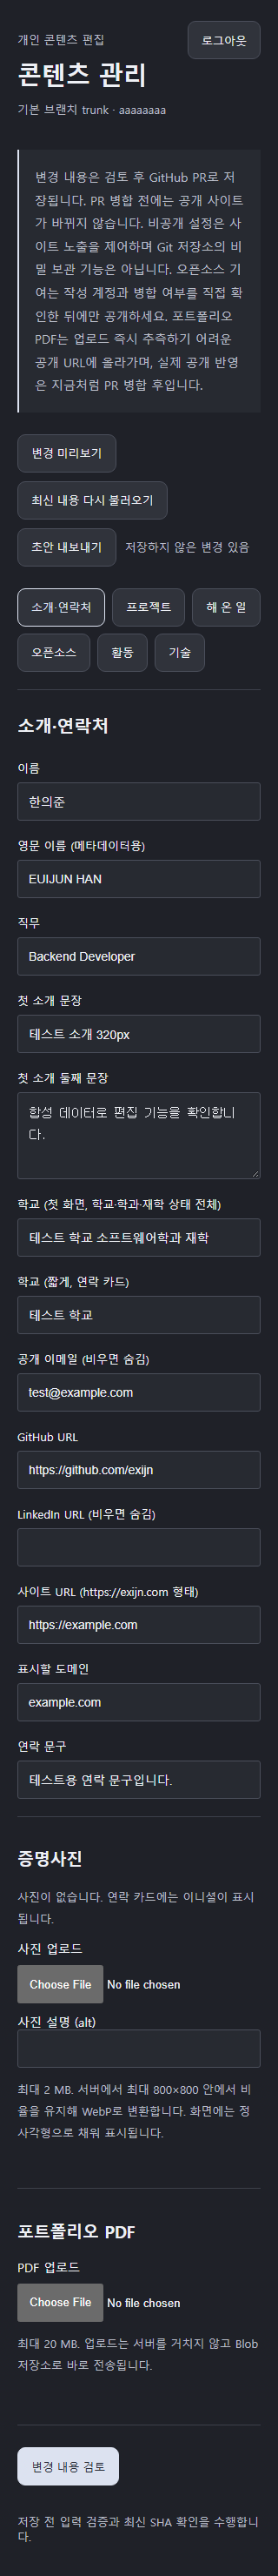 개인 콘텐츠 편집
로그아웃
콘텐츠 관리
기본 브랜치 trunk · aaaaaaaa
변경 내용은 검토 후 GitHub PR로 저
장됩니다. PR 병합 전에는 공개 사이트
가 바뀌지 않습니다. 비공개 설정은 사
이트 노출을 제어하며 Git 저장소의 비
밀 보관 기능은 아닙니다. 오픈소스 기
여는 작성 계정과 병합 여부를 직접 확
인한 뒤에만 공개하세요. 포트폴리오
PDF는 업로드 즉시 추측하기 어려운
공개 URL에 올라가며, 실제 공개 반영
은 지금처럼 PR 병합 후입니다.
변경 미리보기
최신 내용 다시 불러오기
초안 내보내기 저장하지 않은 변경 있음
소개·연락처 프로젝트 해 온 일
오픈소스 활동 기술
소개·연락처
이름
한의준
영문 이름 (메타데이터용)
EUIJUN HAN
직무
Backend Developer
첫 소개 문장
테스트 소개 320px
첫 소개 둘째 문장
합성 데이터로 편집 기능을 확인합니
다.
학교 (첫 화면, 학교·학과·재학 상태 전체)
테스트 학교 소프트웨어학과 재학
학교 (짧게, 연락 카드)
테스트 학교
공개 이메일 (비우면 숨김)
test@example.com
GitHub URL
https://github.com/exijn
LinkedIn URL (비우면 숨김)
사이트 URL (https://exijn.com 형태)
https://example.com
표시할 도메인
example.com
연락 문구
테스트용 연락 문구입니다.
증명사진
사진이 없습니다. 연락 카드에는 이니셜이 표시
됩니다.
사진 업로드
Choose File No file chosen
사진 설명 (alt)
최대 2 MB. 서버에서 최대 800×800 안에서 비
율을 유지해 WebP로 변환합니다. 화면에는 정
사각형으로 채워 표시됩니다.
포트폴리오 PDF
PDF 업로드
Choose File No file chosen
최대 20 MB. 업로드는 서버를 거치지 않고 Blob
저장소로 바로 전송됩니다.
변경 내용 검토
저장 전 입력 검증과 최신 SHA 확인을 수행합니
다.